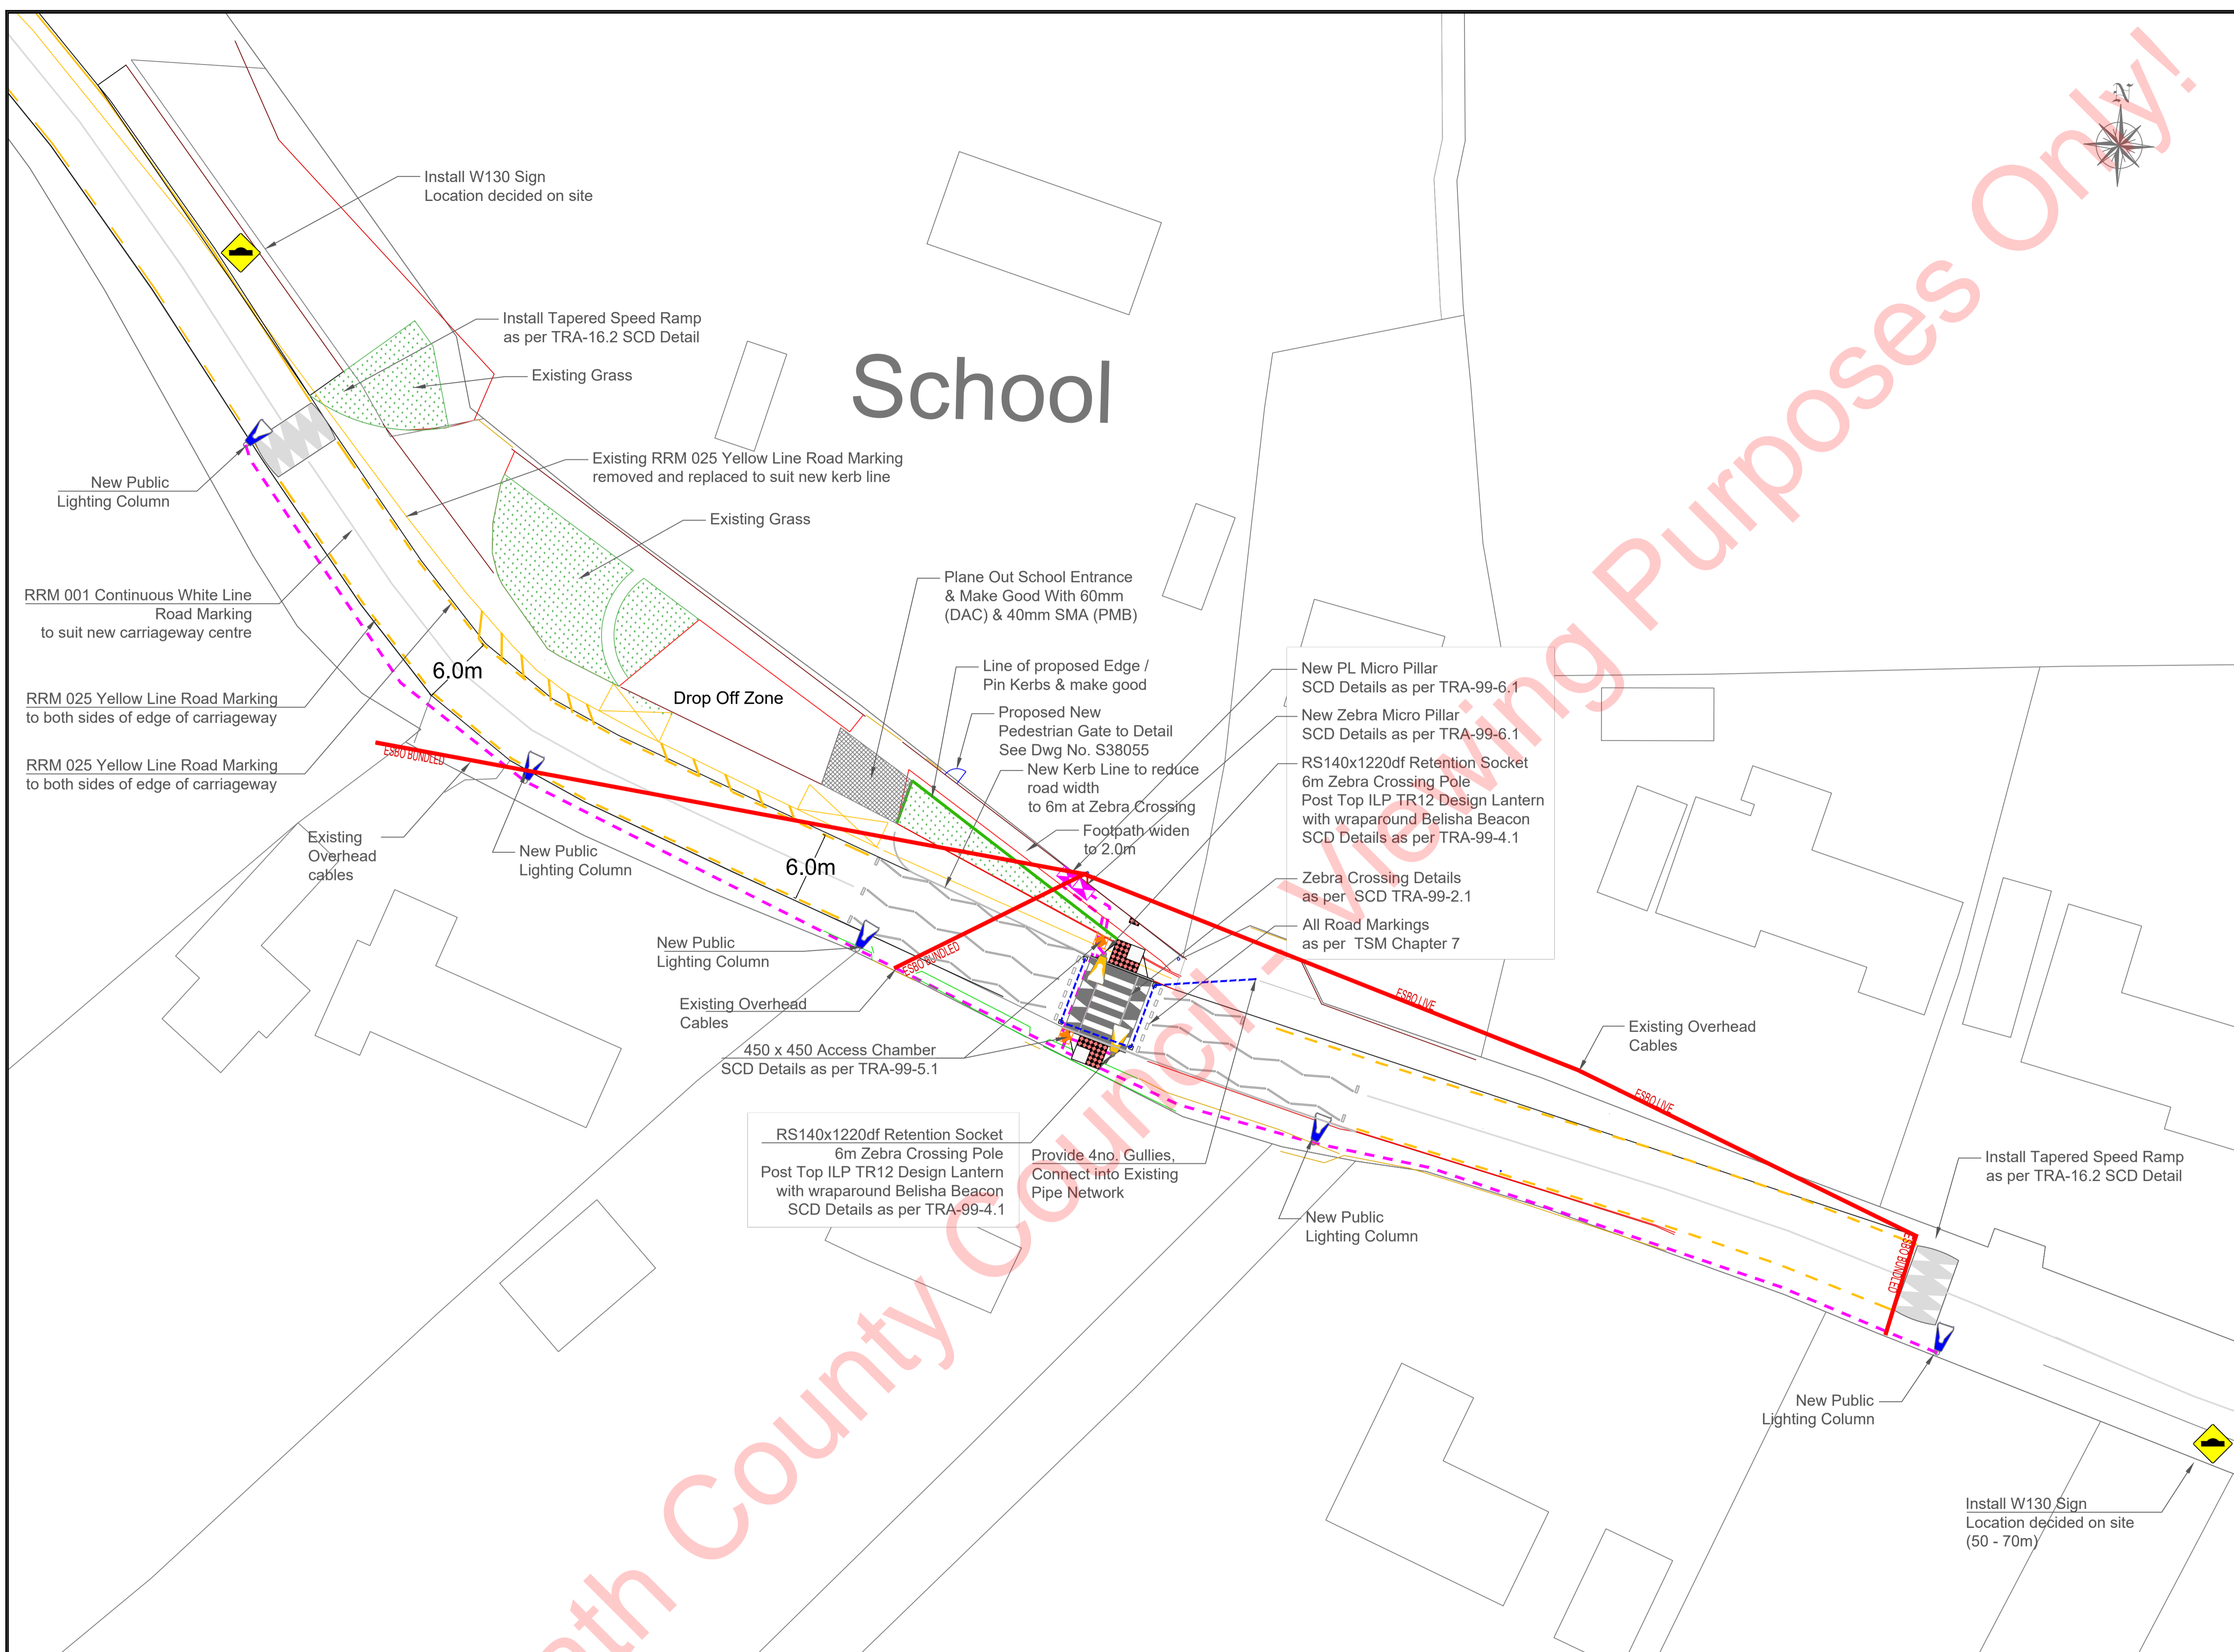 N
Install W130 Sign
Location decided on site
Install Tapered Speed Ramp
as per TRA-16.2 SCD Detail
Existing Grass
School
New Public
Lighting Column
Existing RRM 025 Yellow Line Road Marking
removed and replaced to suit new kerb line
Existing Grass
RRM 001 Continuous White Line
Road Marking
to suit new carriageway centre
Plane Out School Entrance
& Make Good With 60mm
(DAC) & 40mm SMA (PMB)
RRM 025 Yellow Line Road Marking
to both sides of edge of carriageway
6.0m
Drop Off Zone
Line of proposed Edge /
Pin Kerbs & make good
Proposed New
Pedestrian Gate to Detail
See Dwg No. S38055
New Kerb Line to reduce
road width
to 6m at Zebra Crossing
Footpath widen
to 2.0m
New PL Micro Pillar
SCD Details as per TRA-99-6.1
New Zebra Micro Pillar
SCD Details as per TRA-99-6.1
RS140x1220df Retention Socket
6m Zebra Crossing Pole
Post Top ILP TR12 Design Lantern
with wraparound Belisha Beacon
SCD Details as per TRA-99-4.1
Zebra Crossing Details
as per SCD TRA-99-2.1
All Road Markings
as per TSM Chapter 7
RRM 025 Yellow Line Road Marking
to both sides of edge of carriageway
ESBO BUNDLED
Existing
Overhead
cables
New Public
Lighting Column
6.0m
New Public
Lighting Column
ESBO BUNDLED
Existing Overhead
Cables
450 x 450 Access Chamber
SCD Details as per TRA-99-5.1
RS140x1220df Retention Socket
6m Zebra Crossing Pole
Post Top ILP TR12 Design Lantern
with wraparound Belisha Beacon
SCD Details as per TRA-99-4.1
Provide 4no. Gullies,
Connect into Existing
Pipe Network
ESBO LIVE
Existing Overhead
Cables
ESBO LIVE
New Public
Lighting Column
Install Tapered Speed Ramp
as per TRA-16.2 SCD Detail
ESBO BUNDLED
New Public
Lighting Column
Install W130 Sign
Location decided on site
(50 - 70m)
ath County Council - Viewing Purposes Only!